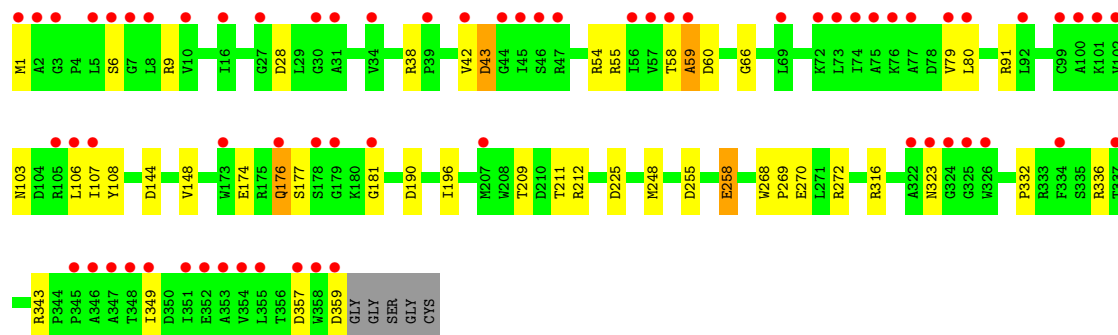 M1 A2 G3 P4 L5 S6 G7 L8 R9 V10 I16 G27 D28 L29 G30 A31 V34 R38 P39 V42 D43 G44 I45 S46 R47 R54 R55 I56 V57 T58 A59 D60 G66 L69 K72 L73 I74 A75 K76 A77 D78 V79 L80 R91 L92 C99 A100 K101 V102
N103 D104 R105 L106 I107 Y108 D144 V148 W173 E174 R175 Q176 S177 S178 G179 K180 G181 D190 I196 M207 W208 T209 D210 T211 R212 D225 M248 D255 E258 W268 P269 E270 L271 R272 R316 A322 N323 G324 G325 W326 P332 R333 F334 S335 R336 T337
R343 P344 P345 A346 A347 T348 I349 D350 I351 E352 A353 V354 L355 T356 D357 W358 D359 GLY GLY SER GLY CYS